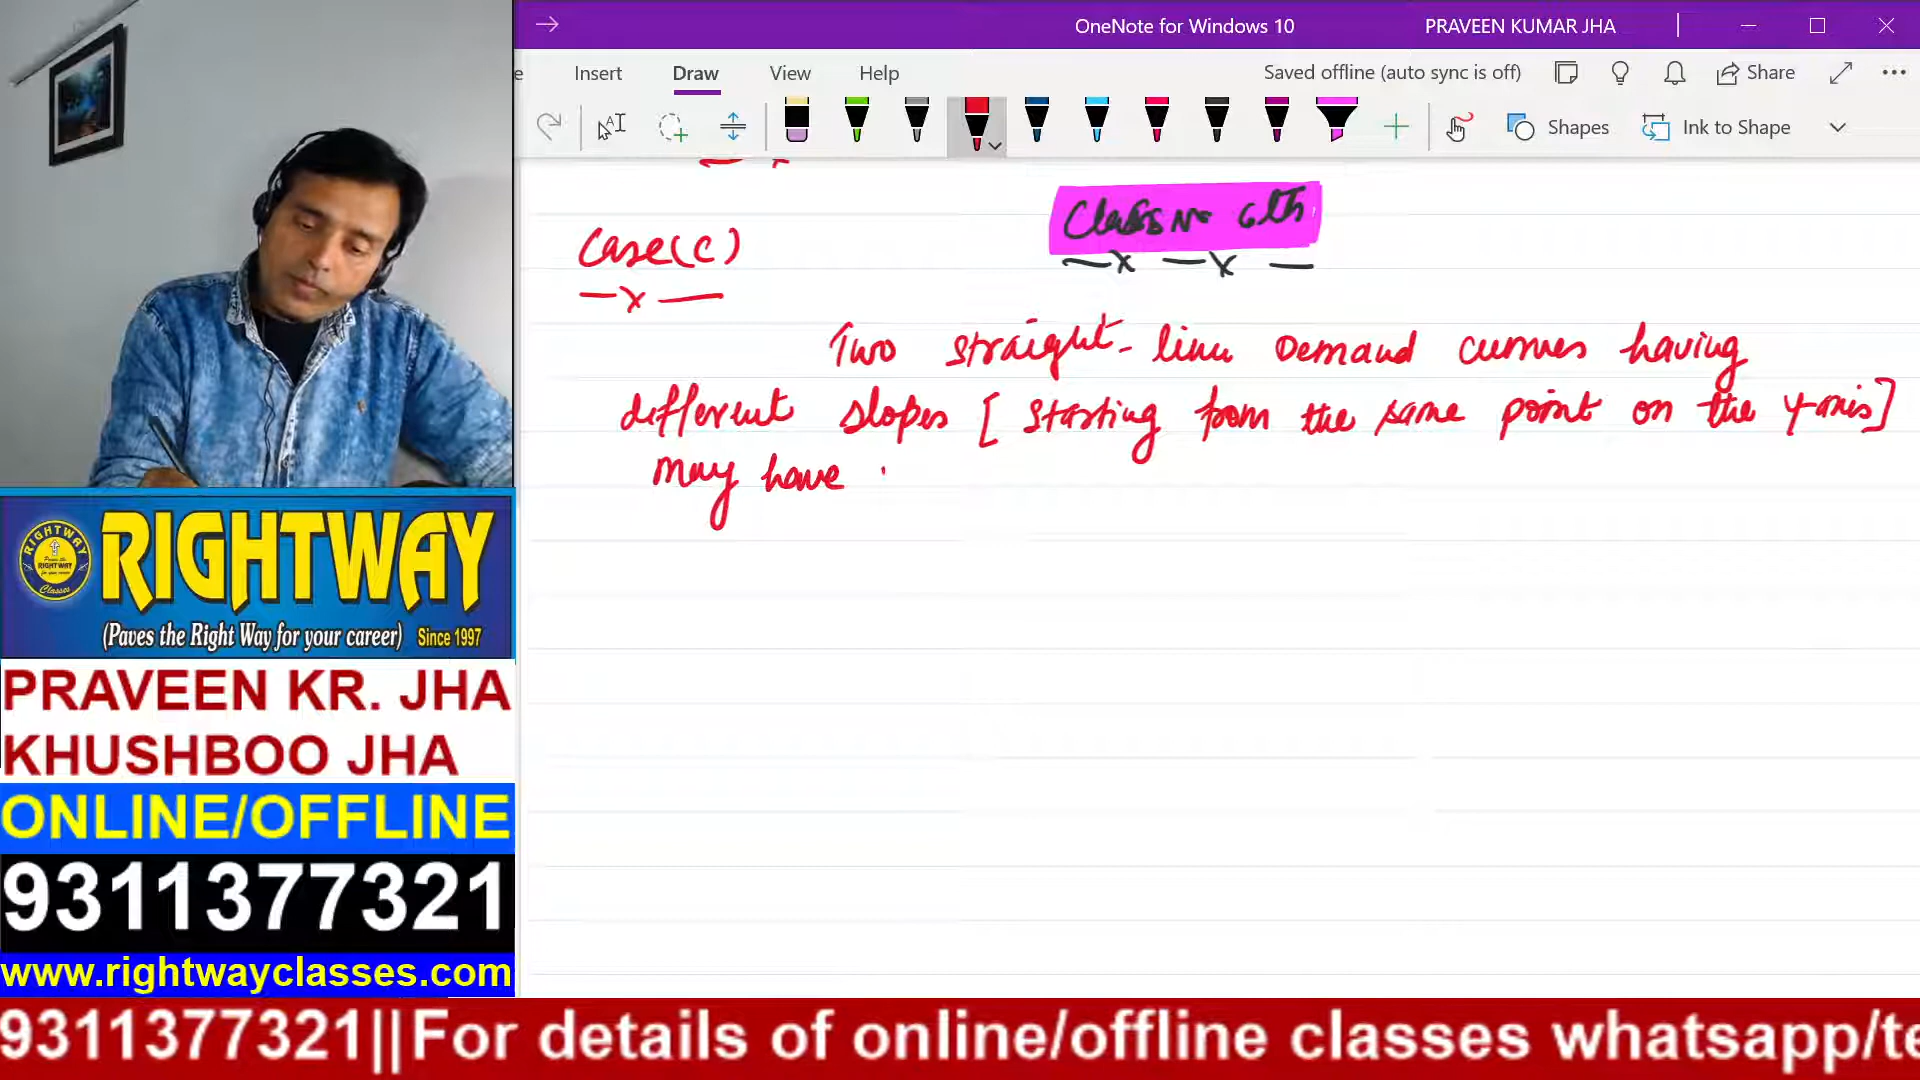 OneNote for Windows 10
PRAVEEN KUMAR JHA
Insert
Draw
View
Help
Saved offline (auto sync is off)
Share
Shapes
Ink to Shape
Class No 6th
Case (C)
Two straight-line Demand curves having
different slopes [starting from the same point on the Y-axis]
may have
RIGHTWAY
RIGHTWAY
Classes
RIGHTWAY
(Paves the Right Way for your career) Since 1997
PRAVEEN KR. JHA
KHUSHBOO JHA
ONLINE/OFFLINE
9311377321
www.rightwayclasses.com
9311377321||For details of online/offline classes whatsapp/te